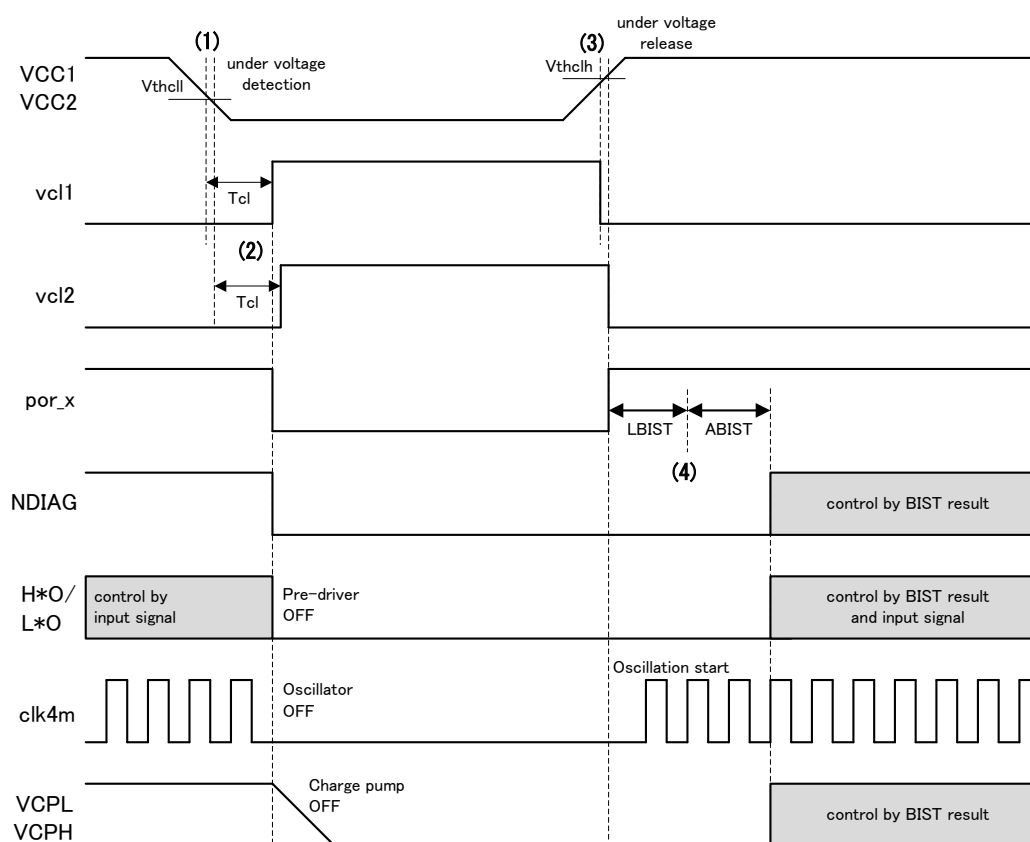 (1)
(3)
under voltage
release
VCC1
VCC2
Vthcll
under voltage
detection
Vthclh
vcl1
Tcl
(2)
vcl2
Tcl
por_x
LBIST
ABIST
(4)
NDIAG
control by BIST result
H*O/
L*O
control by
input signal
Pre-driver
OFF
control by BIST result
and input signal
clk4m
Oscillator
OFF
Oscillation start
VCPL
VCPH
Charge pump
OFF
control by BIST result